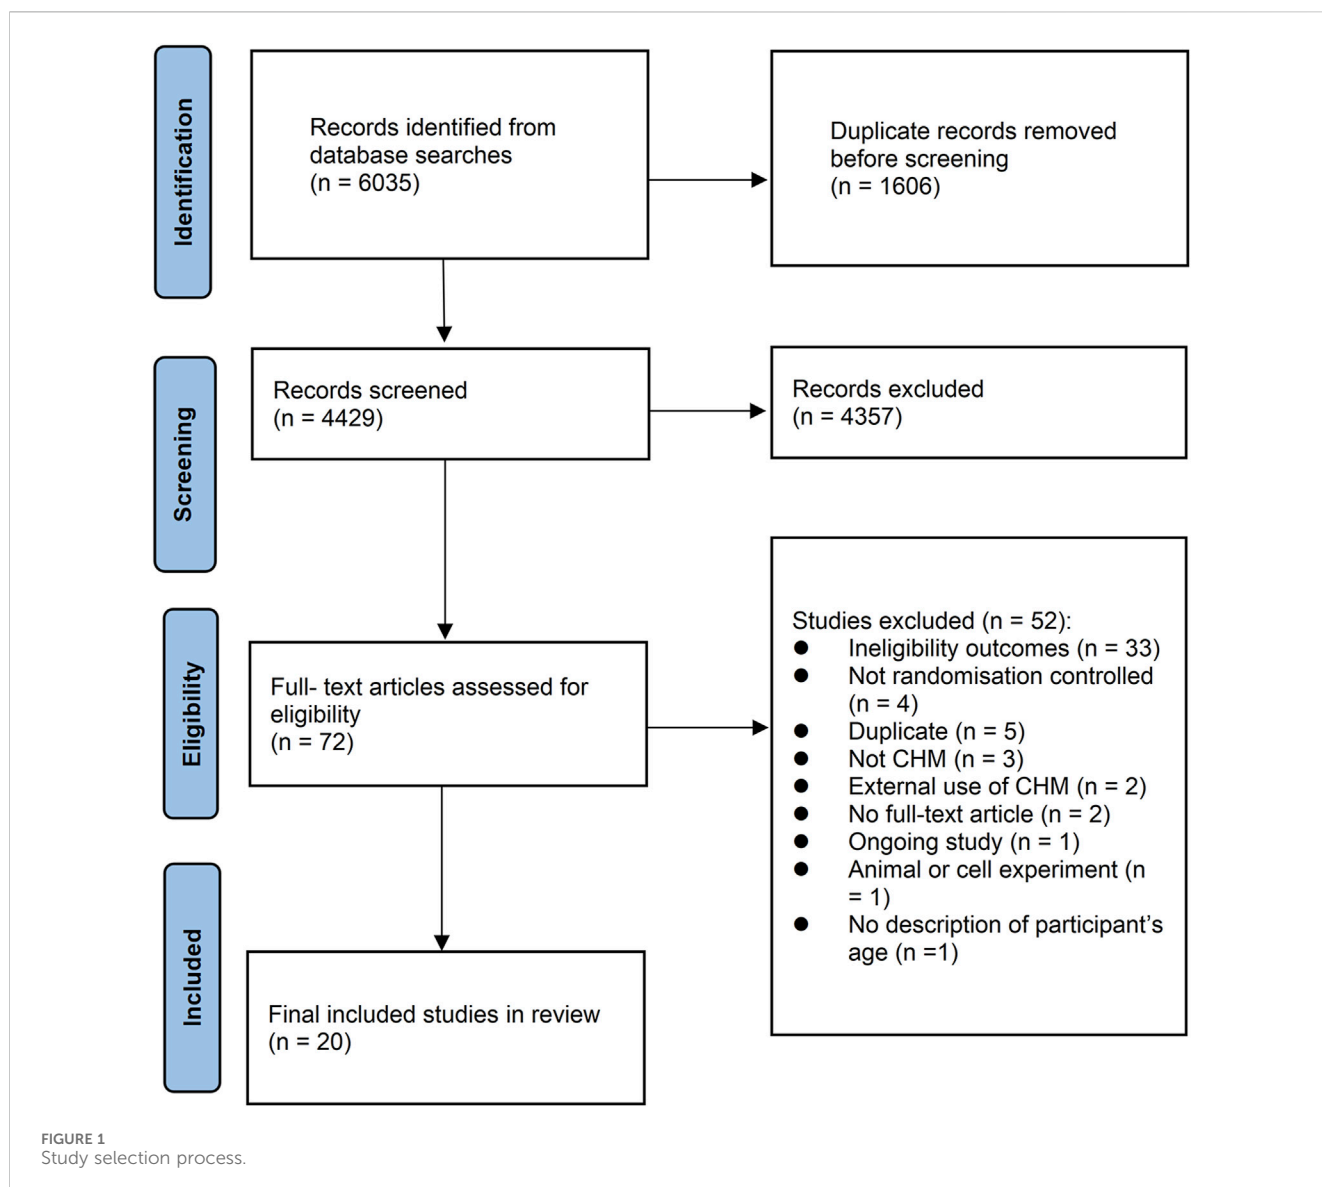 Identification
Records identified from
database searches
(n = 6035)
Duplicate records removed
before screening
(n = 1606)
Screening
Records screened
(n = 4429)
Records excluded
(n = 4357)
Eligibility
Full- text articles assessed for
eligibility
(n = 72)
Studies excluded (n = 52):
● Ineligibility outcomes (n = 33)
● Not randomisation controlled
(n = 4)
● Duplicate (n = 5)
● Not CHM (n = 3)
● External use of CHM (n = 2)
● No full-text article (n = 2)
● Ongoing study (n = 1)
● Animal or cell experiment (n
= 1)
● No description of participant’s
age (n =1)
Included
Final included studies in review
(n = 20)
FIGURE 1
Study selection process.